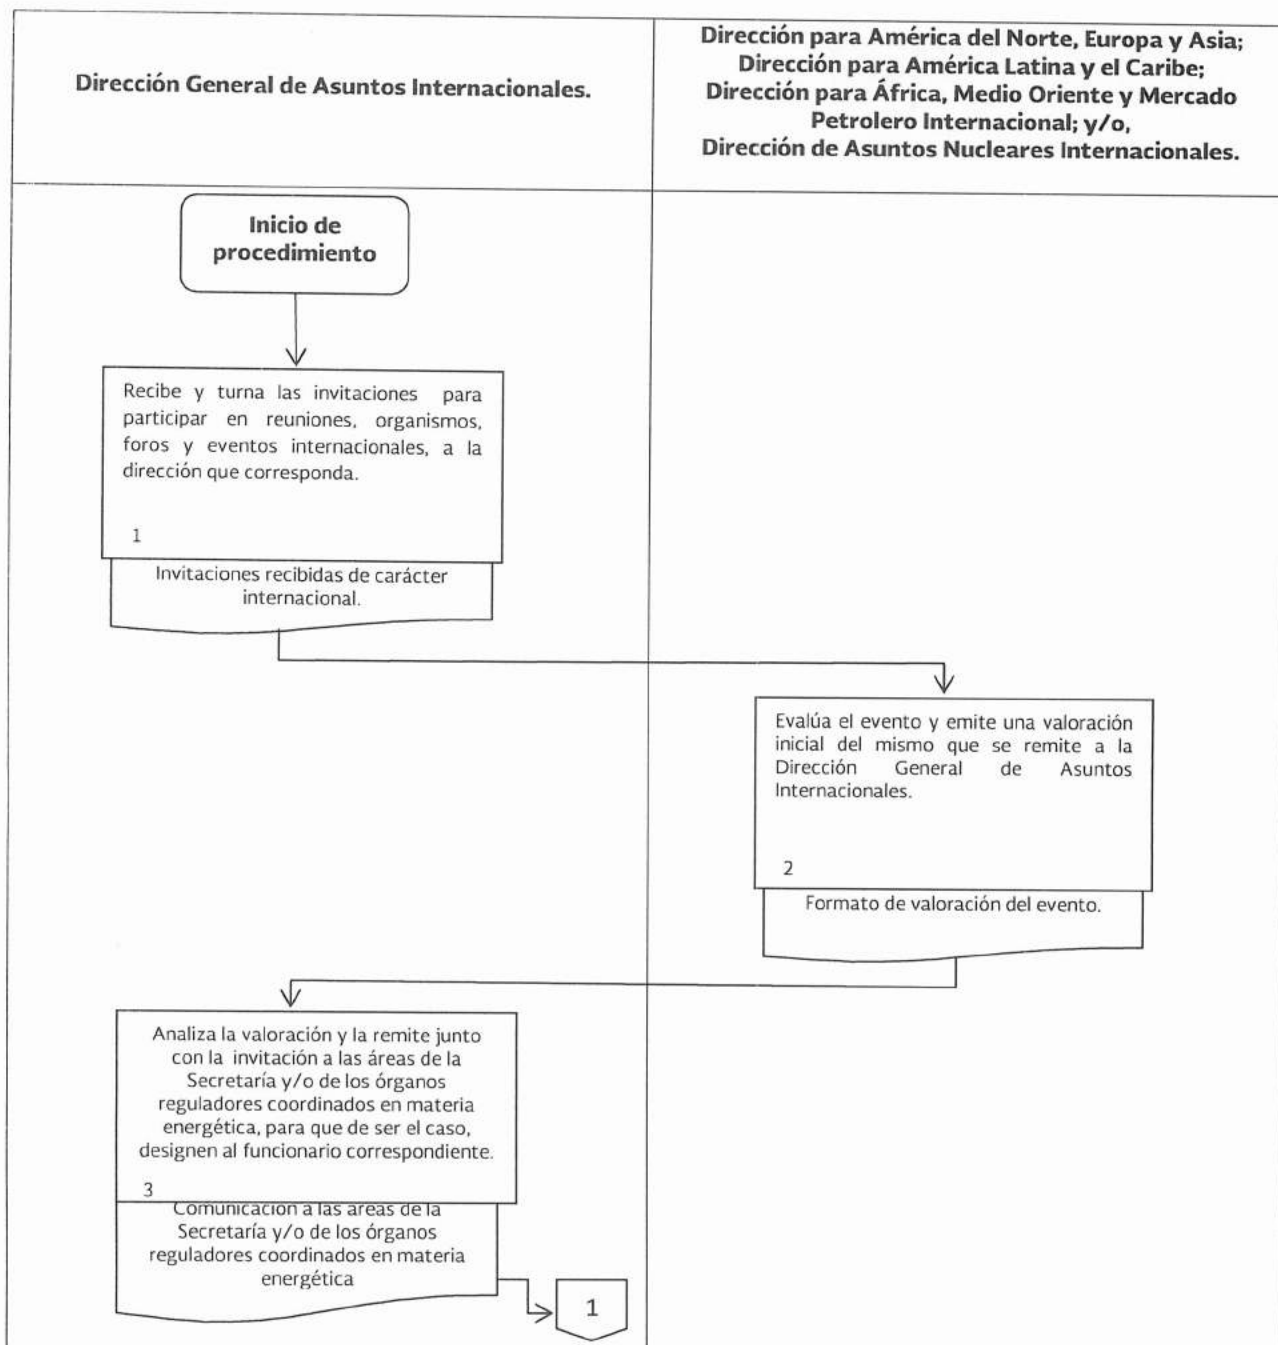 Dirección General de Asuntos Internacionales.
Dirección para América del Norte, Europa y Asia;
Dirección para América Latina y el Caribe;
Dirección para África, Medio Oriente y Mercado
Petrolero Internacional; y/o,
Dirección de Asuntos Nucleares Internacionales.
Inicio de
procedimiento
Recibe y turna las invitaciones para
participar en reuniones, organismos,
foros y eventos internacionales, a la
dirección que corresponda.
1
Invitaciones recibidas de carácter
internacional.
Evalúa el evento y emite una valoración
inicial del mismo que se remite a la
Dirección General de Asuntos
Internacionales.
2
Formato de valoración del evento.
Analiza la valoración y la remite junto
con la invitación a las áreas de la
Secretaría y/o de los órganos
reguladores coordinados en materia
energética, para que de ser el caso,
designen al funcionario correspondiente.
3
Comunicación a las áreas de la
Secretaría y/o de los órganos
reguladores coordinados en materia
energética
1